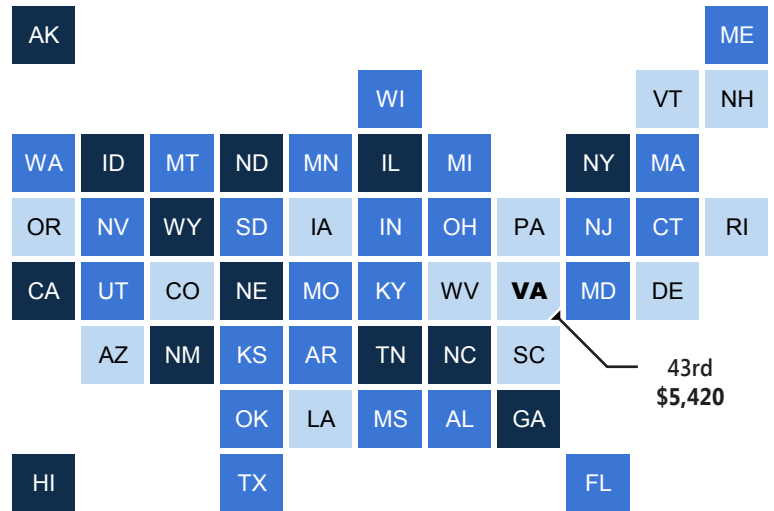 AK ME
WI VT NH
WA ID MT ND MN IL MI NY MA
OR NV WY SD IA IN OH PA NJ CT RI
CA UT CO NE MO KY WV VA MD DE
AZ NM KS AR TN NC SC
43rd
$5,420
OK LA MS AL GA
HI TX FL